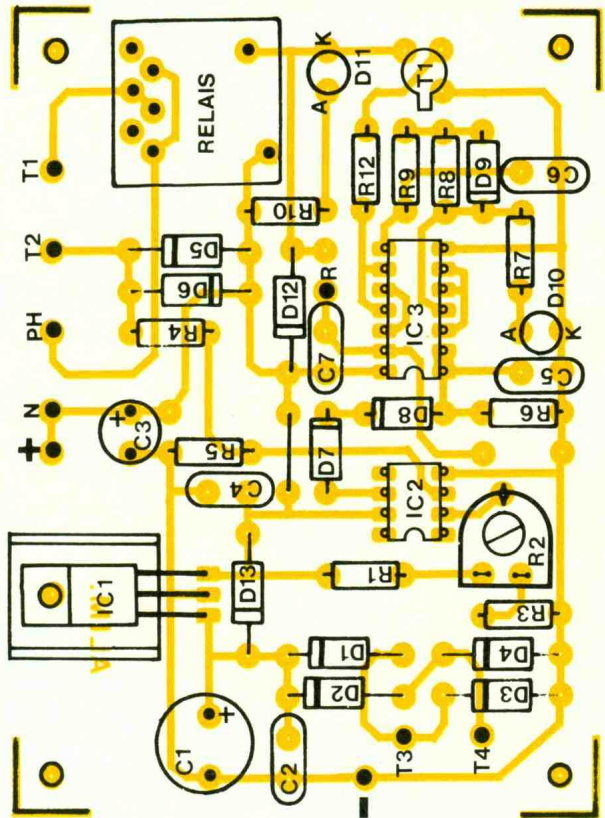 T1
T2
PH
N
+
RELAIS
K
A
D11
T1
R12
R9
R8
D9
C6
R10
D5
D6
R4
D12
R
C7
IC3
R7
A
D10
K
C5
R6
D8
D7
C3
+
R5
C4
IC2
R2
IC1
D13
R1
R3
C1
+
C2
D1
D2
D4
D3
T3
T4
-